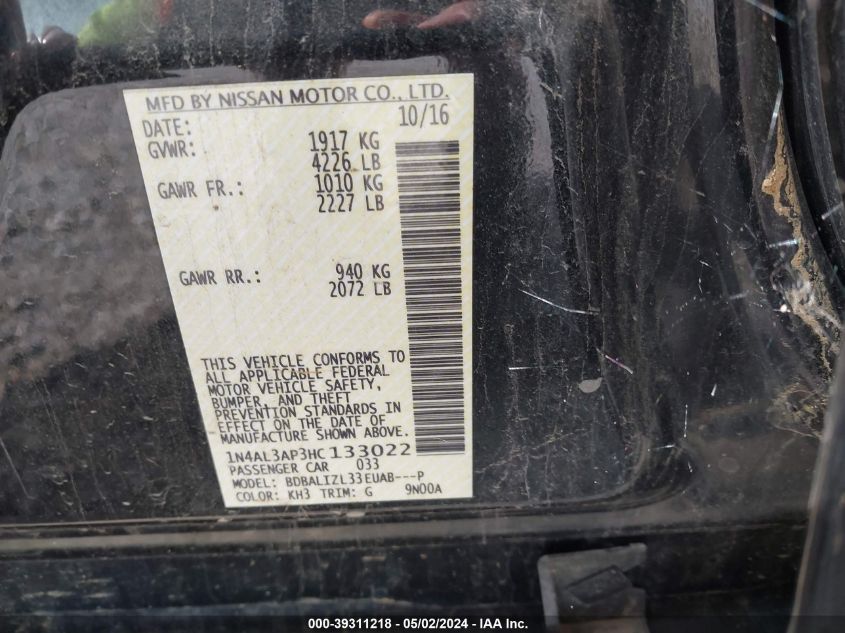 MFD BY NISSAN MOTOR CO., LTD.
DATE: 10/16
GVWR: 1917 KG
4226 LB
GAWR FR.: 1010 KG
2227 LB
GAWR RR.: 940 KG
2072 LB
THIS VEHICLE CONFORMS TO
ALL APPLICABLE FEDERAL
MOTOR VEHICLE SAFETY,
BUMPER, AND THEFT
PREVENTION STANDARDS IN
EFFECT ON THE DATE OF
MANUFACTURE SHOWN ABOVE.
1N4AL3AP3HC133022
PASSENGER CAR 033
MODEL: BDBALIZL33EUAB---P
COLOR: KH3 TRIM: G 9N00A
000-39311218 - 05/02/2024 - IAA Inc.